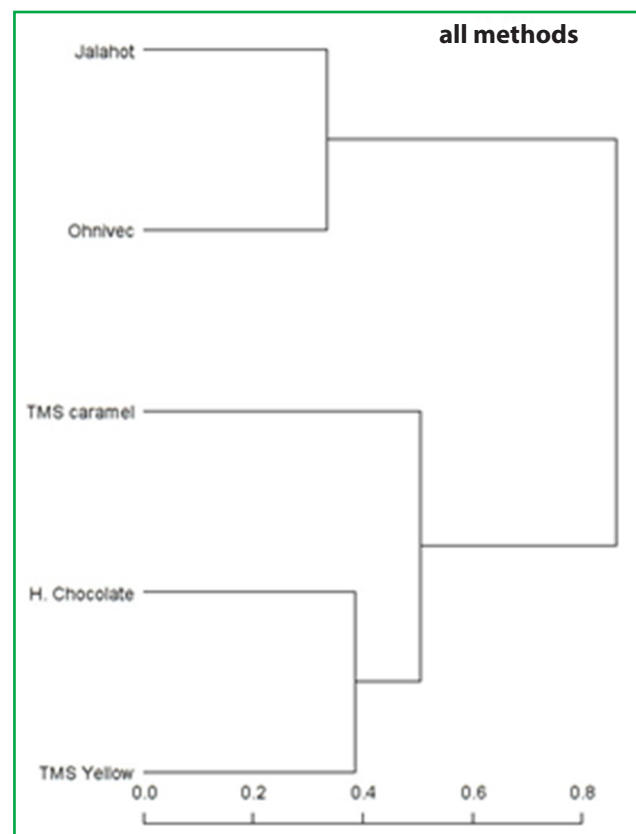 all methods
Jalahot
Ohnivec
TMS caramel
H. Chocolate
TMS Yellow
0.0 0.2 0.4 0.6 0.8